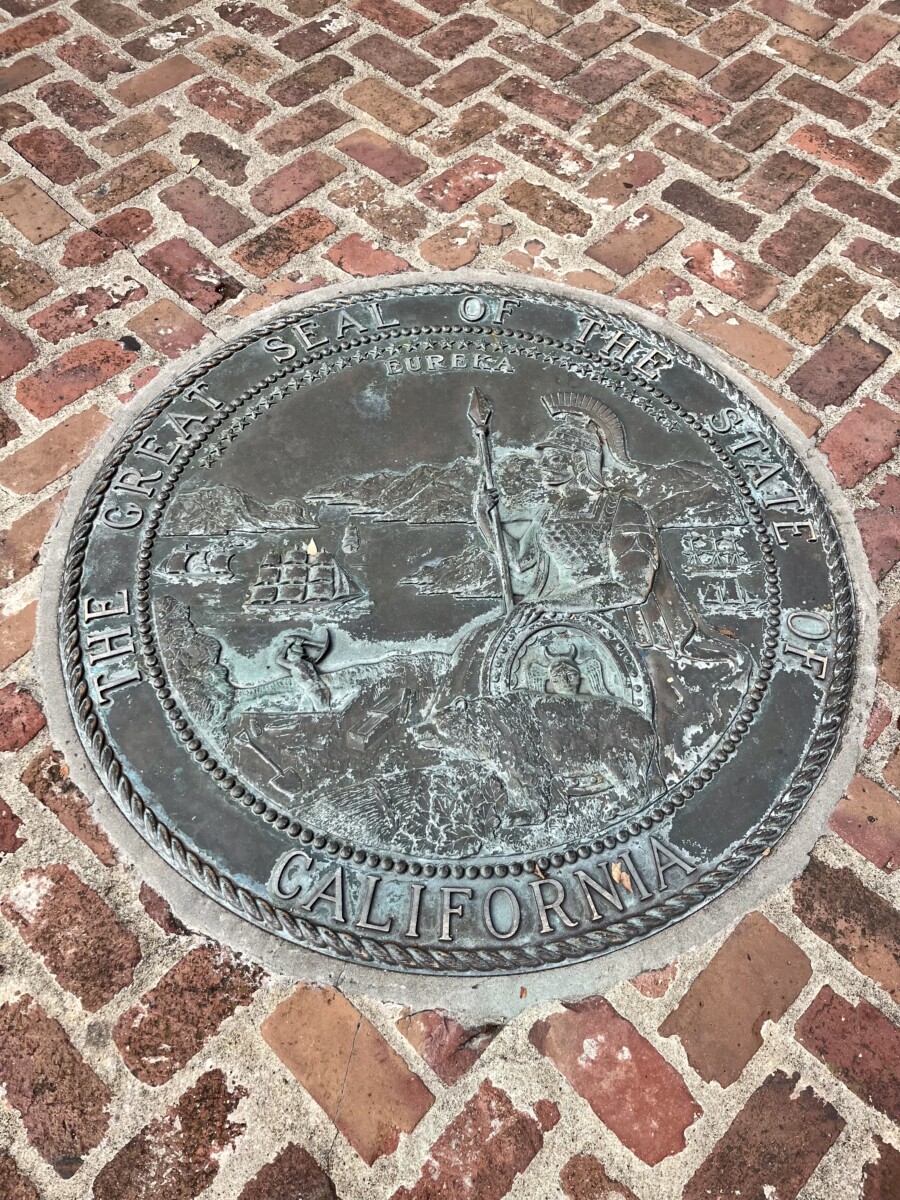 THE GREAT SEAL OF THE STATE OF CALIFORNIA
EUREKA